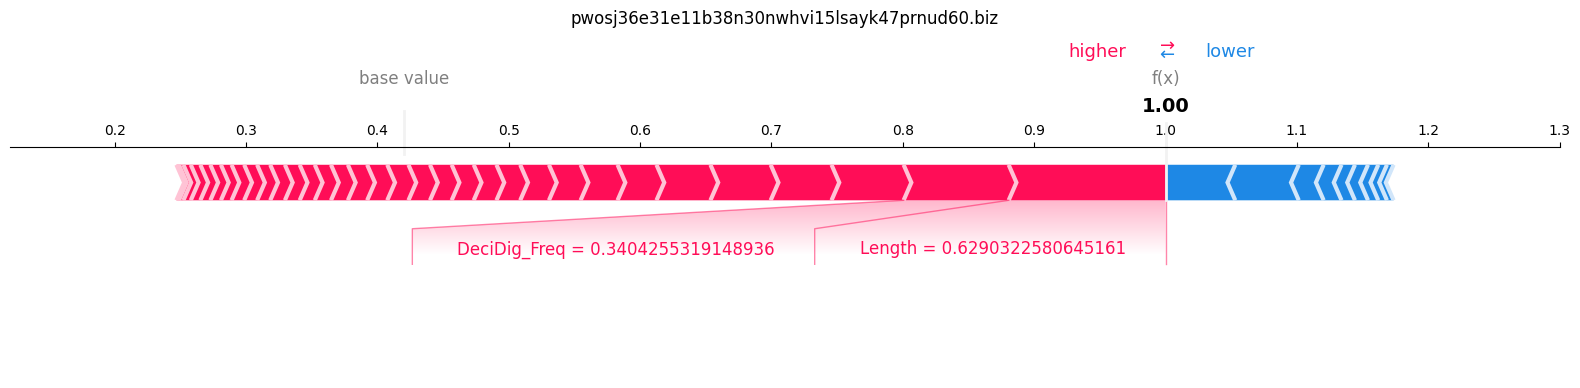 pwosj36e31e11b38n30nwhvi15lsayk47prnud60.biz
higher ⇄ lower
base value f(x)
1.00
0.2 0.3 0.4 0.5 0.6 0.7 0.8 0.9 1.0 1.1 1.2 1.3
DeciDig_Freq = 0.3404255319148936 Length = 0.6290322580645161